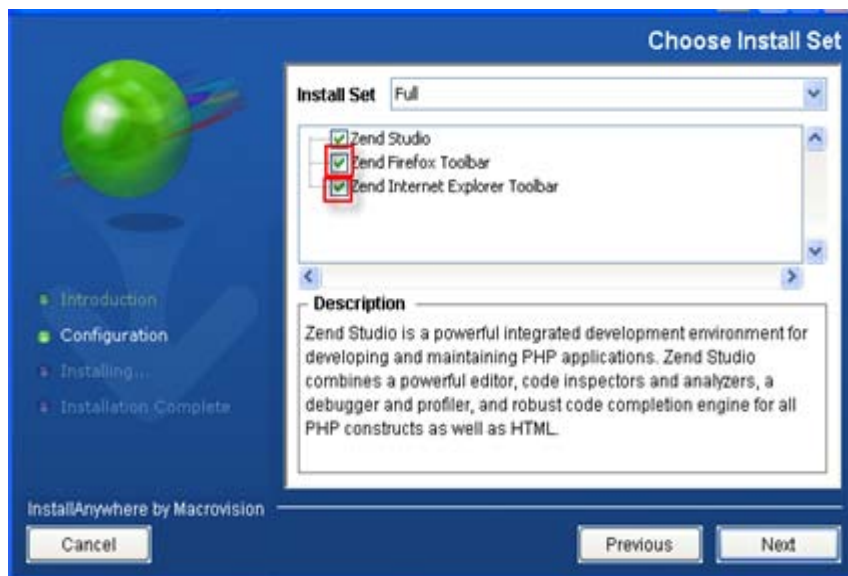 Choose Install Set
Install Set Full
Zend Studio
Zend Firefox Toolbar
Zend Internet Explorer Toolbar
Introduction
Configuration
Installing...
Installation Complete
Description
Zend Studio is a powerful integrated development environment for
developing and maintaining PHP applications. Zend Studio
combines a powerful editor, code inspectors and analyzers, a
debugger and profiler, and robust code completion engine for all
PHP constructs as well as HTML.
InstallAnywhere by Macrovision
Cancel Previous Next